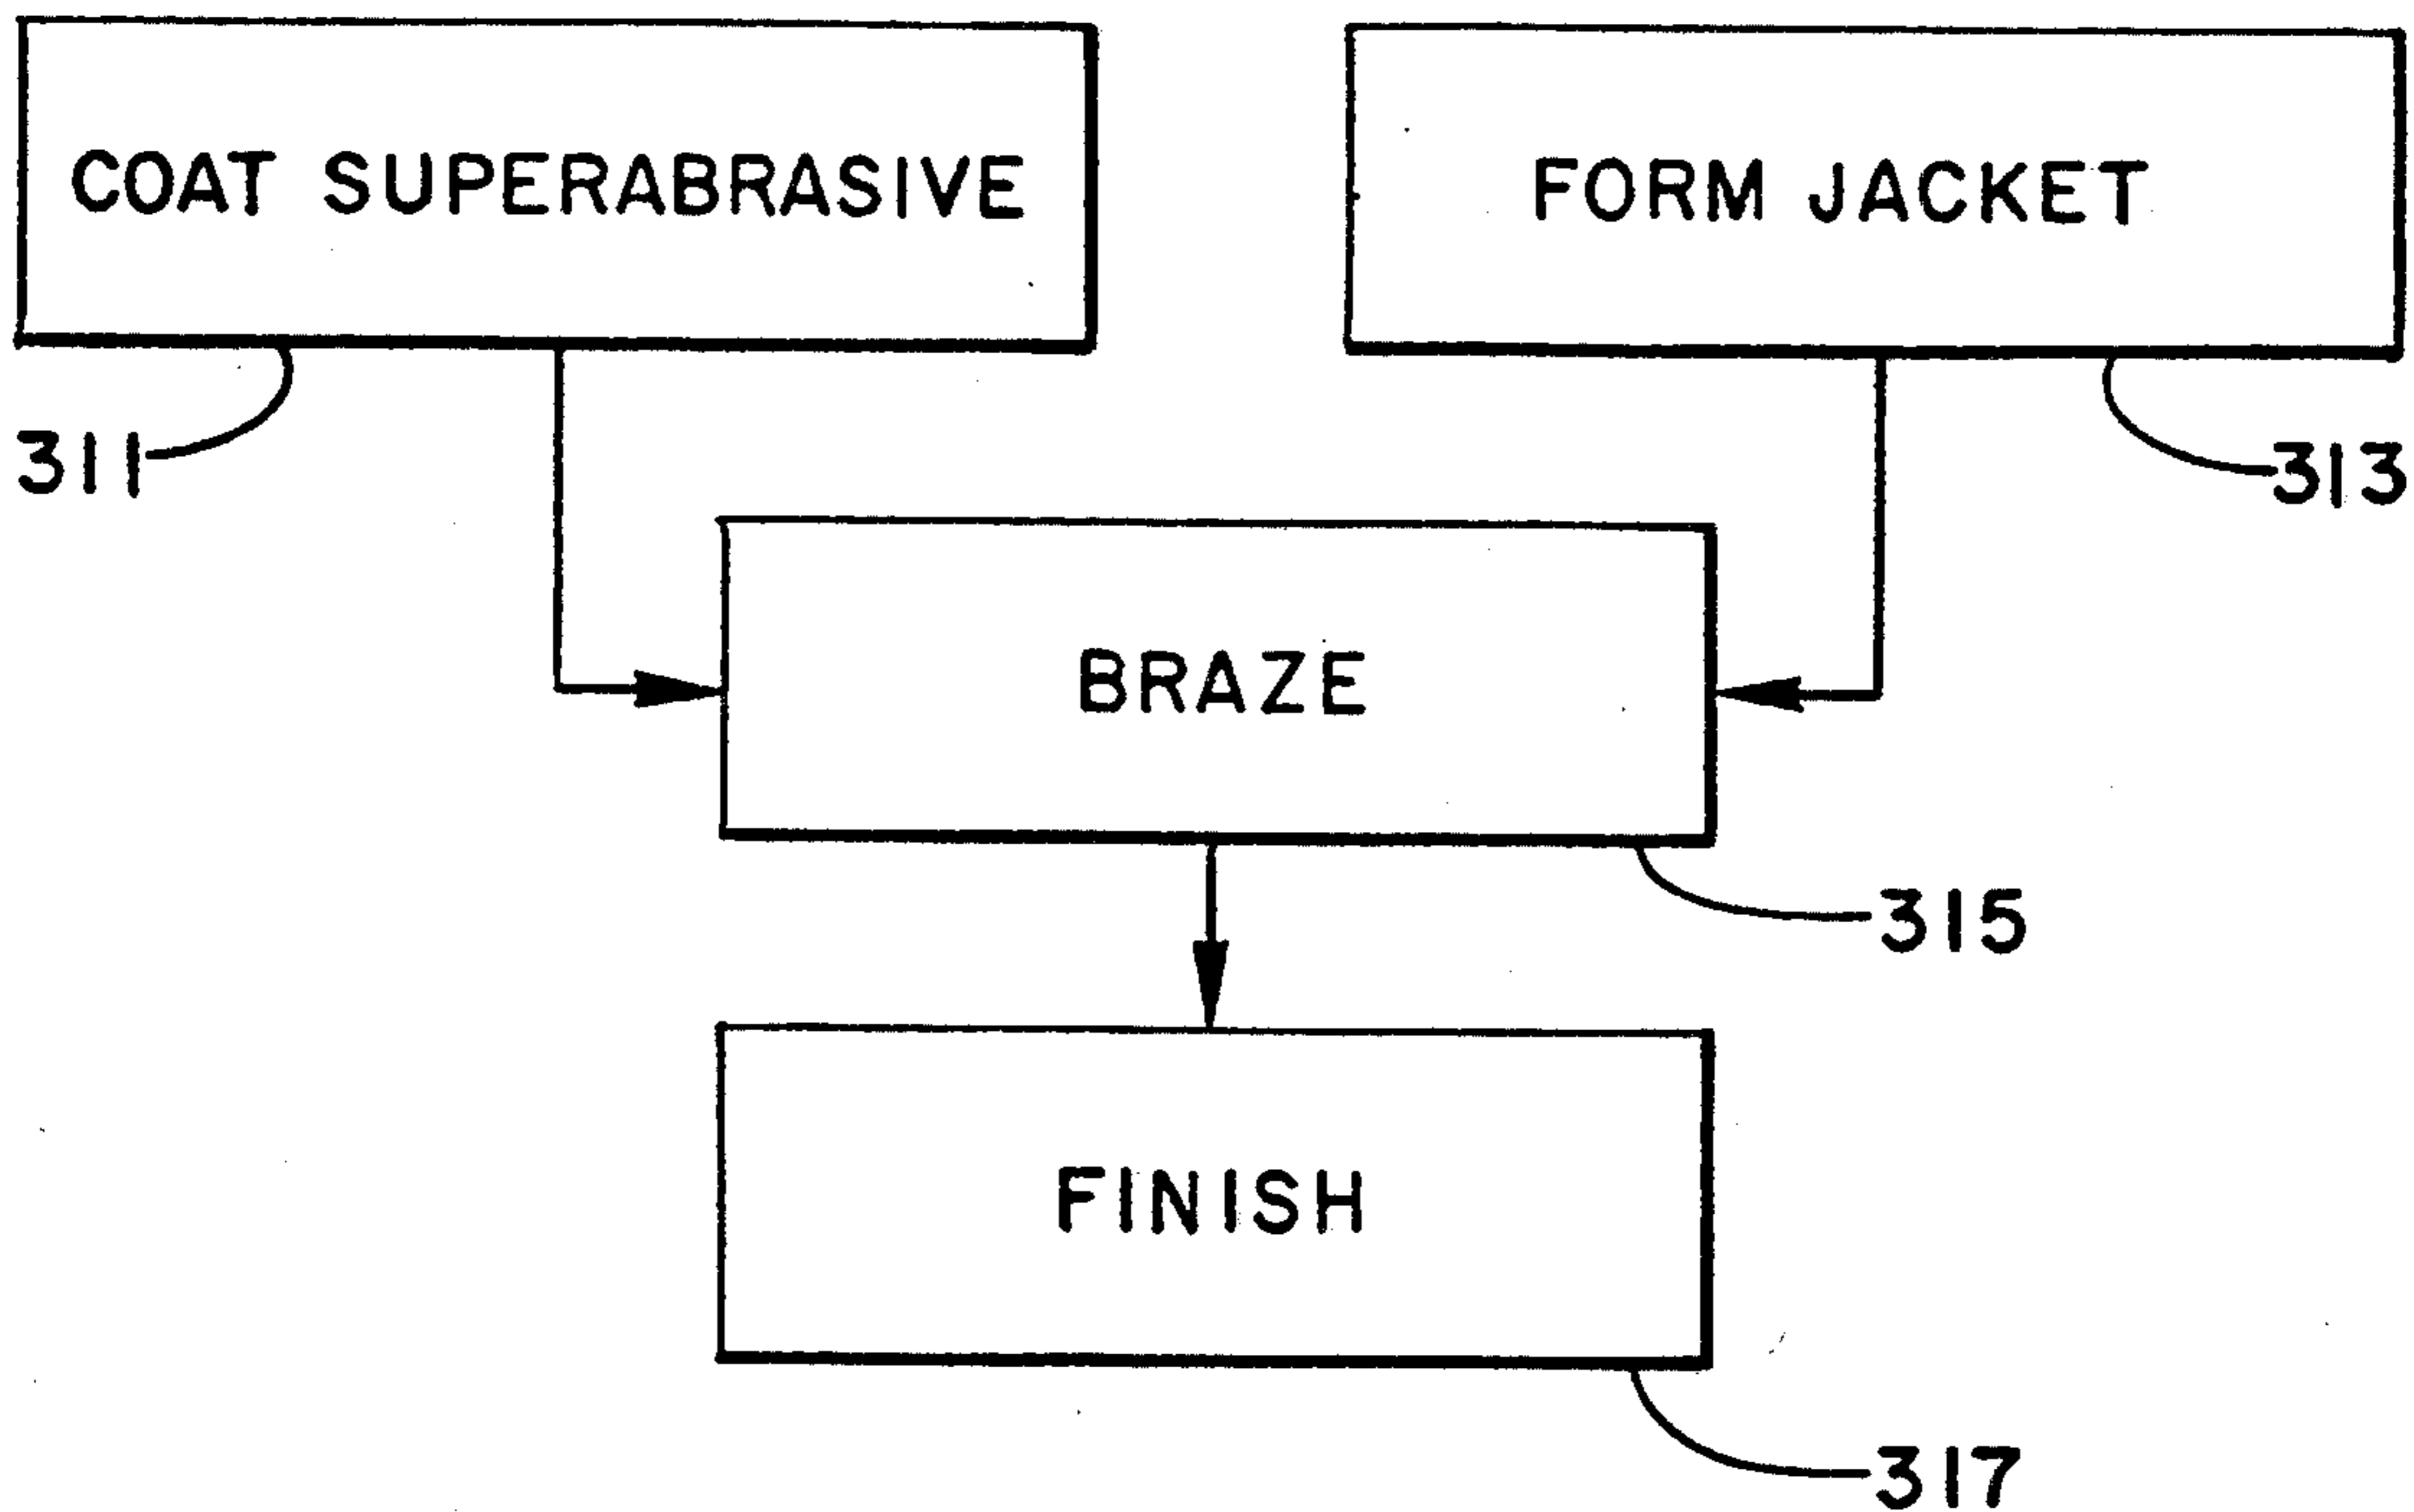 COAT SUPERABRASIVE
FORM JACKET
311
313
BRAZE
315
FINISH
317